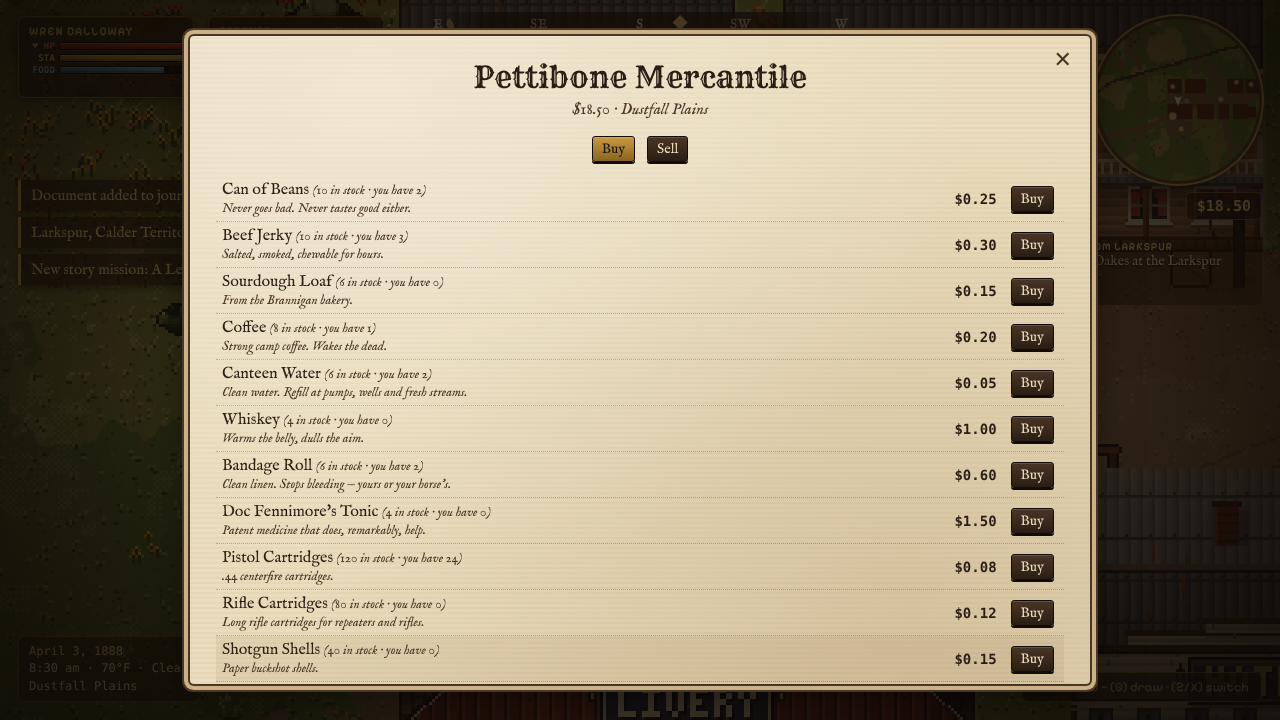 E SE S SW W
WREN DALLOWAY
HP
STA
FOOD
Document added to jour
Larkspur, Calder Territo
New story mission: A Le
Pettibone Mercantile
$18.50 · Dustfall Plains
Buy Sell
Can of Beans (10 in stock · you have 2)
Never goes bad. Never tastes good either.
$0.25 Buy
Beef Jerky (10 in stock · you have 3)
Salted, smoked, chewable for hours.
$0.30 Buy
Sourdough Loaf (6 in stock · you have 0)
From the Brannigan bakery.
$0.15 Buy
Coffee (8 in stock · you have 1)
Strong camp coffee. Wakes the dead.
$0.20 Buy
Canteen Water (6 in stock · you have 2)
Clean water. Refill at pumps, wells and fresh streams.
$0.05 Buy
Whiskey (4 in stock · you have 0)
Warms the belly, dulls the aim.
$1.00 Buy
Bandage Roll (6 in stock · you have 2)
Clean linen. Stops bleeding — yours or your horse's.
$0.60 Buy
Doc Fennimore's Tonic (4 in stock · you have 0)
Patent medicine that does, remarkably, help.
$1.50 Buy
Pistol Cartridges (120 in stock · you have 24)
.44 centerfire cartridges.
$0.08 Buy
Rifle Cartridges (80 in stock · you have 0)
Long rifle cartridges for repeaters and rifles.
$0.12 Buy
Shotgun Shells (40 in stock · you have 0)
Paper buckshot shells.
$0.15 Buy
$18.50
OM LARKSPUR
Oakes at the Larkspur
April 3, 1888
8:30 am · 70°F · Clea
Dustfall Plains
LIVERY
(G) draw · (2/X) switch